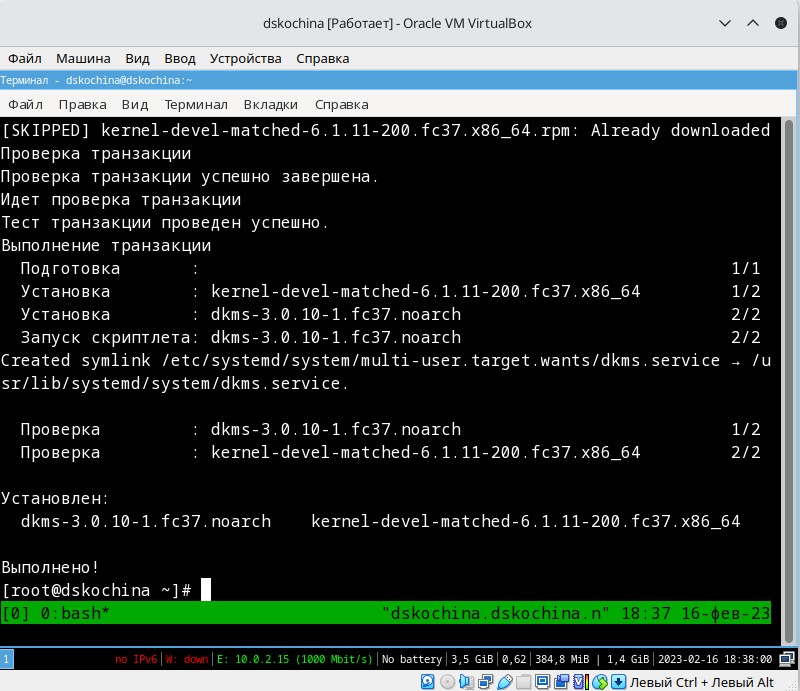 dskochina [Работает] - Oracle VM VirtualBox
Файл Машина Вид Ввод Устройства Справка
Терминал - dskochina@dskochina:~
Файл Правка Вид Терминал Вкладки Справка
[SKIPPED] kernel-devel-matched-6.1.11-200.fc37.x86_64.rpm: Already downloaded
Проверка транзакции
Проверка транзакции успешно завершена.
Идет проверка транзакции
Тест транзакции проведен успешно.
Выполнение транзакции
Подготовка : 1/1
Установка : kernel-devel-matched-6.1.11-200.fc37.x86_64 1/2
Установка : dkms-3.0.10-1.fc37.noarch 2/2
Запуск скриптлета: dkms-3.0.10-1.fc37.noarch 2/2
Created symlink /etc/systemd/system/multi-user.target.wants/dkms.service → /u
sr/lib/systemd/system/dkms.service.
Проверка : dkms-3.0.10-1.fc37.noarch 1/2
Проверка : kernel-devel-matched-6.1.11-200.fc37.x86_64 2/2
Установлен:
dkms-3.0.10-1.fc37.noarch kernel-devel-matched-6.1.11-200.fc37.x86_64
Выполнено!
[root@dskochina ~]#
[0] 0:bash* "dskochina.dskochina.n" 18:37 16-фев-23
1 no IPv6 | W: down | E: 10.0.2.15 (1000 Mbit/s) | No battery | 3,5 GiB | 0,62 | 384,8 MiB | 1,4 GiB | 2023-02-16 18:38:00
Левый Ctrl + Левый Alt